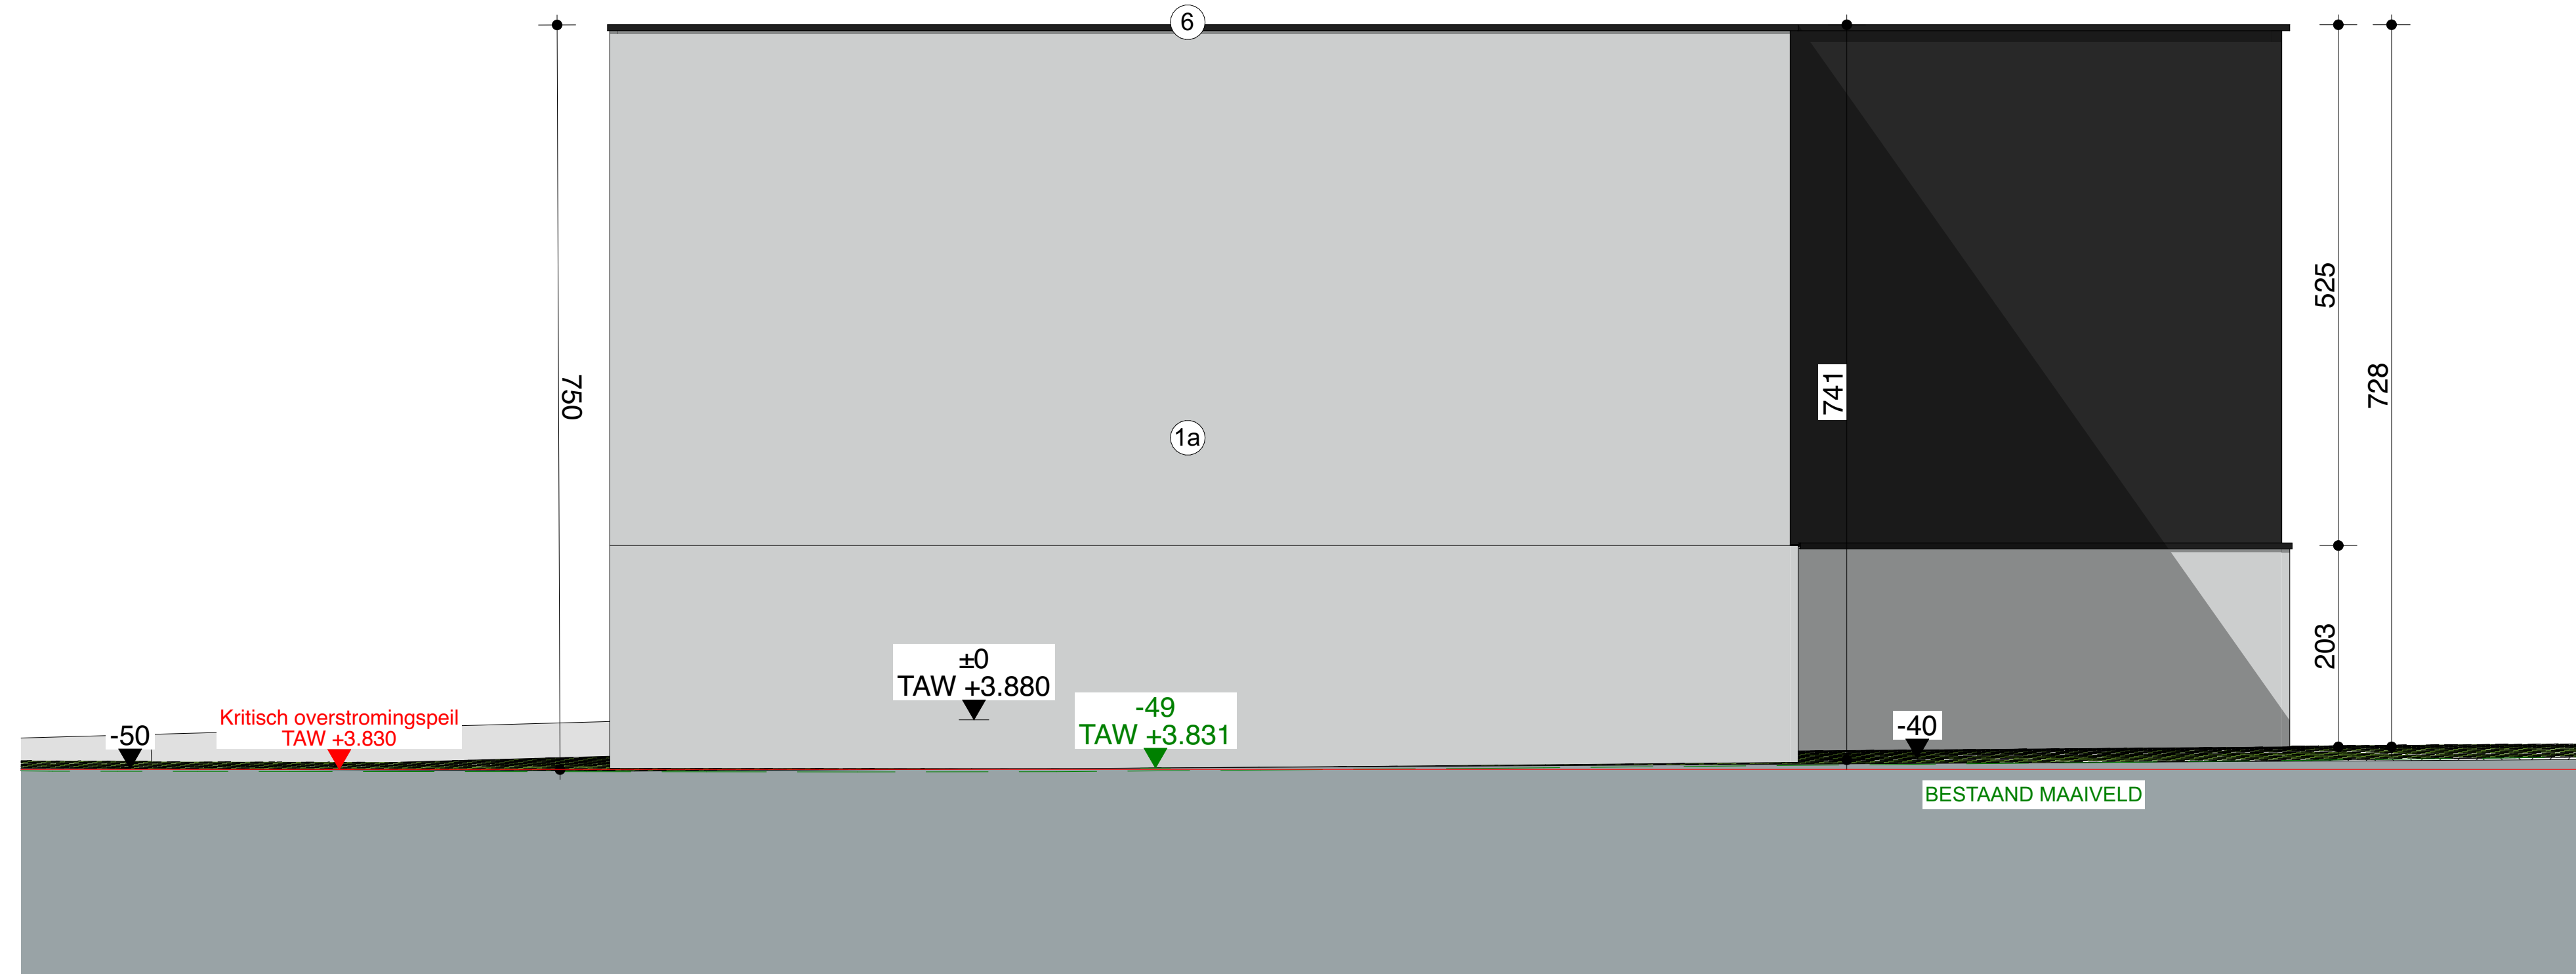 6
750
741
525
728
1a
203
±0
TAW +3.880
-49
TAW +3.831
Kritisch overstromingspeil
TAW +3.830
-50
-40
BESTAAND MAAIVELD